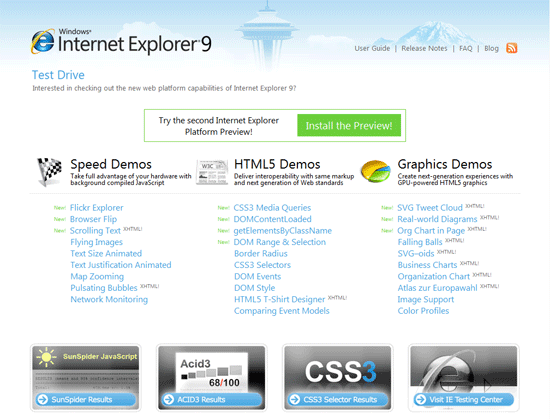 Windows®
Internet Explorer 9
User Guide | Release Notes | FAQ | Blog
Test Drive
Interested in checking out the new web platform capabilities of Internet Explorer 9?
Try the second Internet Explorer
Platform Preview!
Install the Preview!
Speed Demos
Take full advantage of your hardware with
background compiled JavaScript
New! Flickr Explorer
New! Browser Flip
New! Scrolling Text XHTML!
Flying Images
Text Size Animated
Text Justification Animated
Map Zooming
Pulsating Bubbles XHTML!
Network Monitoring
HTML5 Demos
Deliver interoperability with same markup
and next generation of Web standards
New! CSS3 Media Queries
New! DOMContentLoaded
New! getElementsByClassName
New! DOM Range & Selection
Border Radius
CSS3 Selectors
DOM Events
DOM Style
HTML5 T-Shirt Designer XHTML!
Comparing Event Models
Graphics Demos
Create next-generation experiences with
GPU-powered HTML5 graphics
New! SVG Tweet Cloud XHTML!
New! Real-world Diagrams XHTML!
New! Org Chart in Page XHTML!
Falling Balls XHTML!
SVG-oids XHTML!
Business Charts XHTML!
Organization Chart XHTML!
Atlas zur Europawahl XHTML!
Image Support
Color Profiles
SunSpider JavaScript
SunSpider Results
Acid3
68/100
ACID3 Results
CSS3
CSS3 Selector Results
Visit IE Testing Center